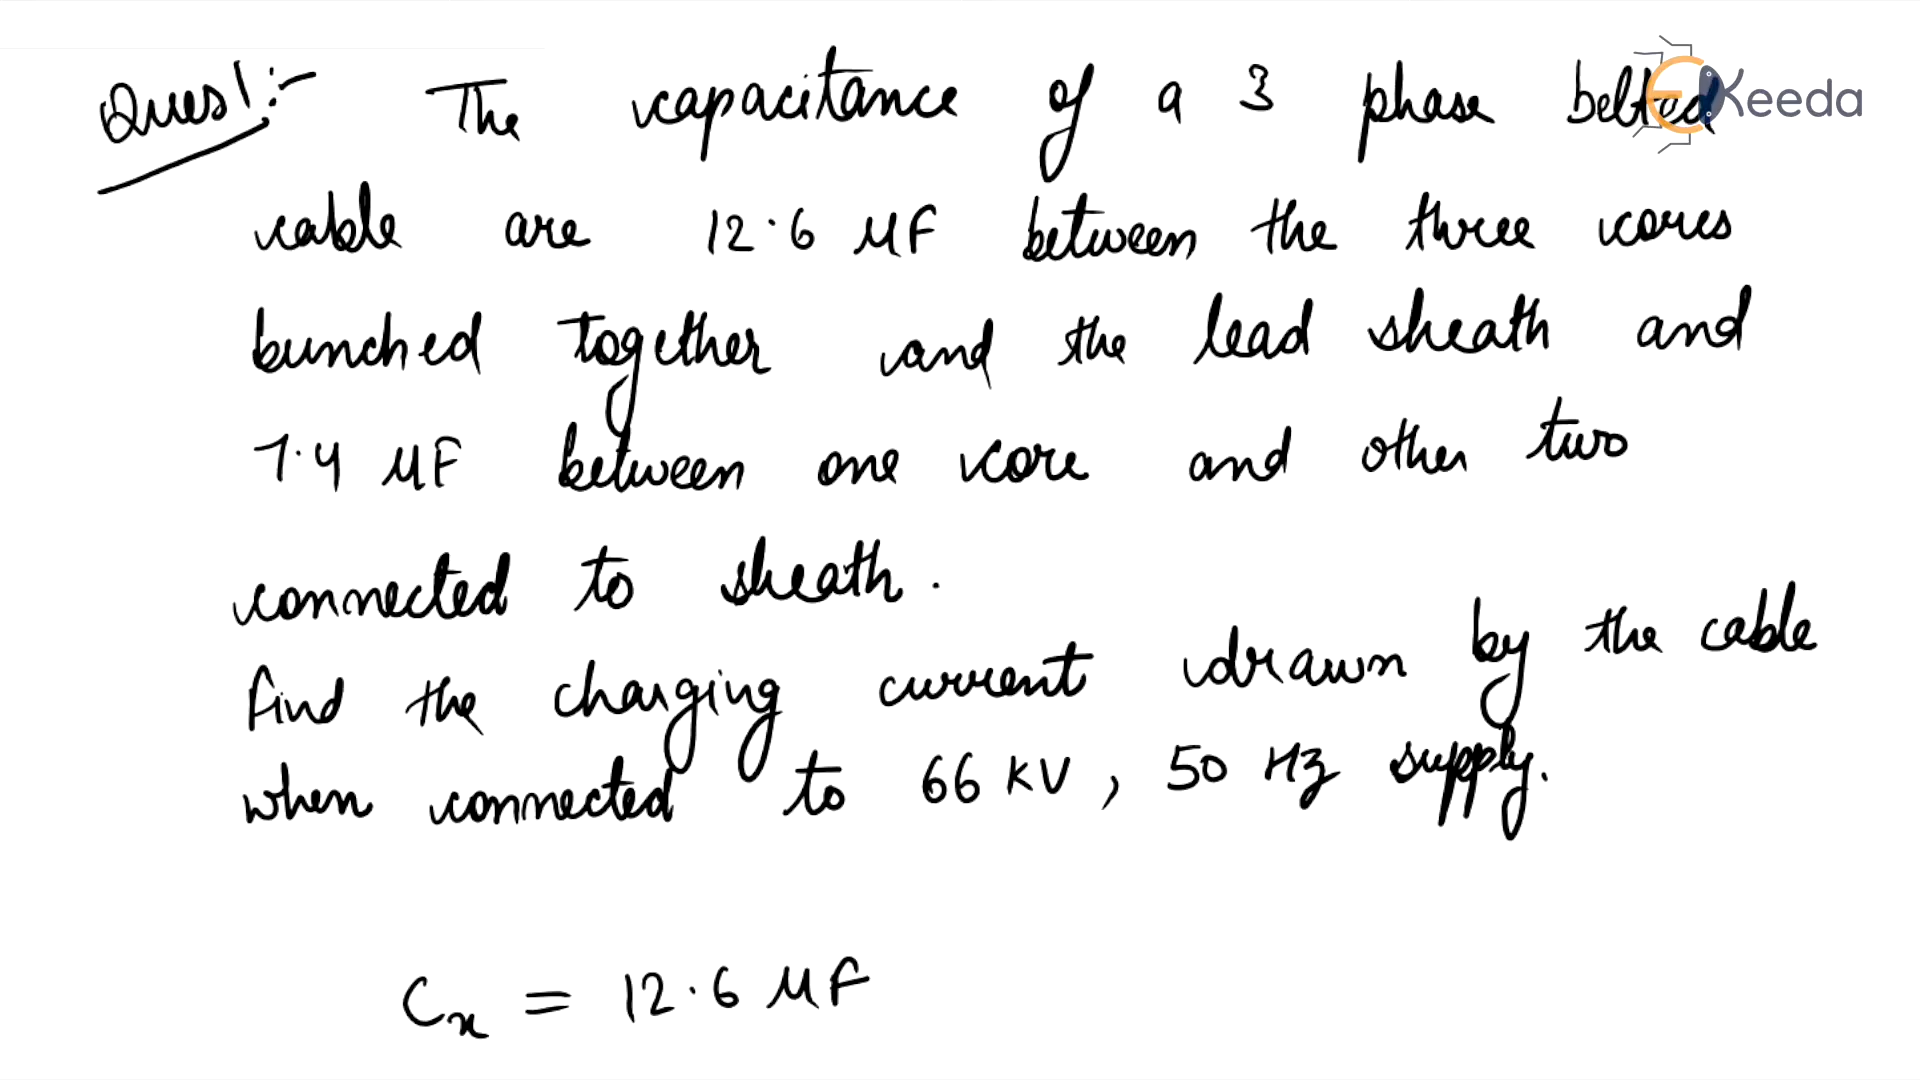 Ques 1:- The capacitance of a 3 phase belted
EKeeda
cable are 12.6 μF between the three cores
bunched together and the lead sheath and
7.4 μF between one core and other two
connected to sheath.
find the charging current drawn by the cable
when connected to 66 KV, 50 Hz supply.
Cx = 12.6 μF